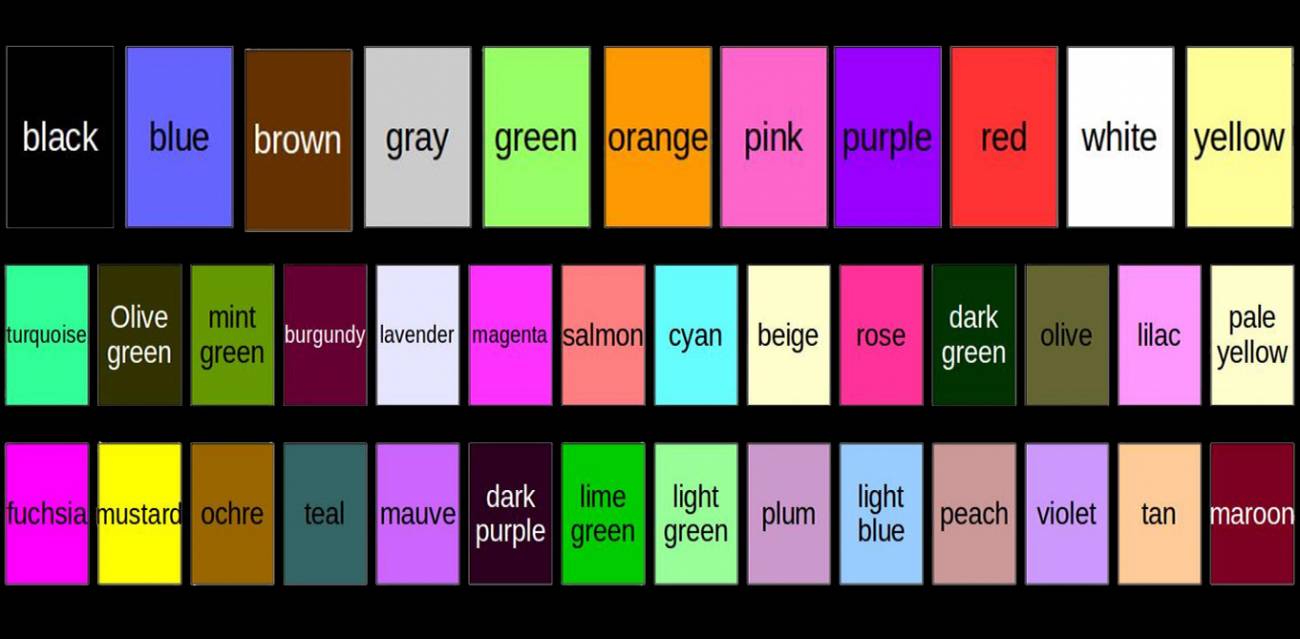 black blue brown gray green orange pink purple red white yellow
turquoise Olive green mint green burgundy lavender magenta salmon cyan beige rose dark green olive lilac pale yellow
fuchsia mustard ochre teal mauve dark purple lime green light green plum light blue peach violet tan maroon